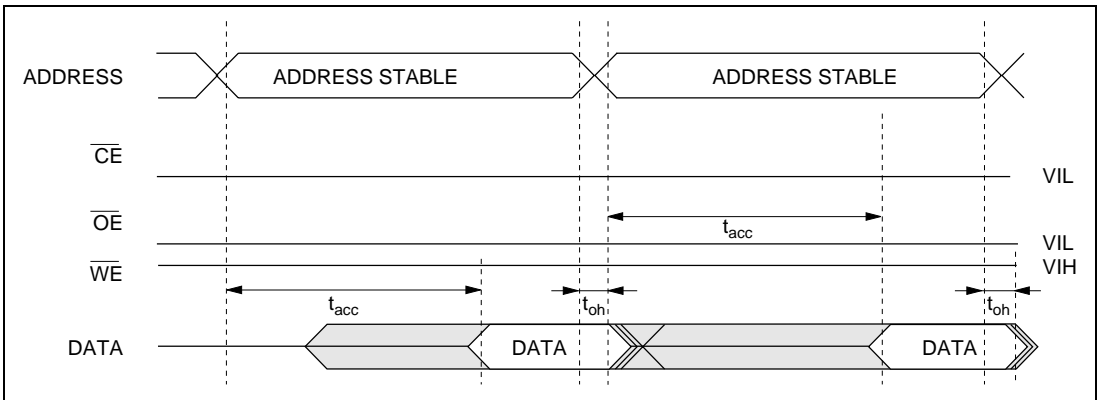 ADDRESS
ADDRESS STABLE
ADDRESS STABLE
CE
VIL
OE
tacc
VIL
WE
VIH
tacc
toh
toh
DATA
DATA
DATA